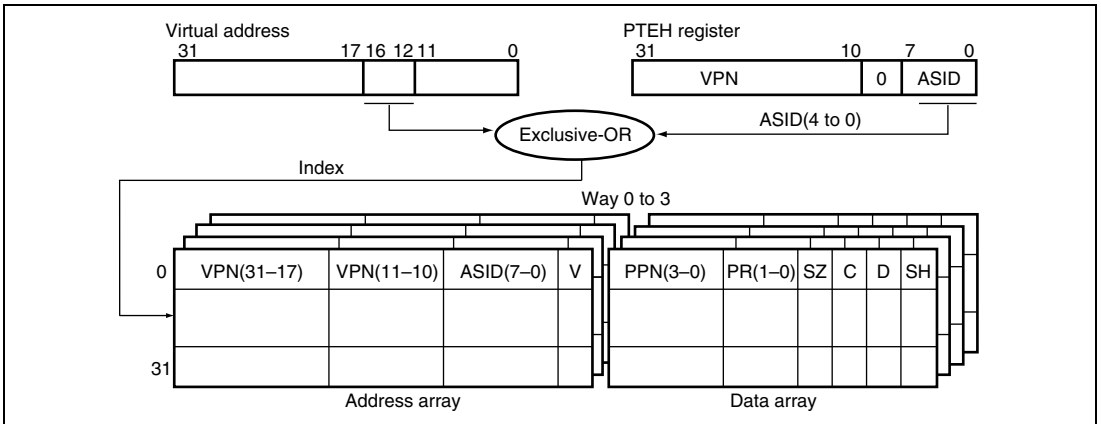 Virtual address
31 17 16 12 11 0
PTEH register
31 10 7 0
VPN 0 ASID
ASID(4 to 0)
Exclusive-OR
Index
Way 0 to 3
0 VPN(31–17) VPN(11–10) ASID(7–0) V
PPN(3–0) PR(1–0) SZ C D SH
31
Address array
Data array